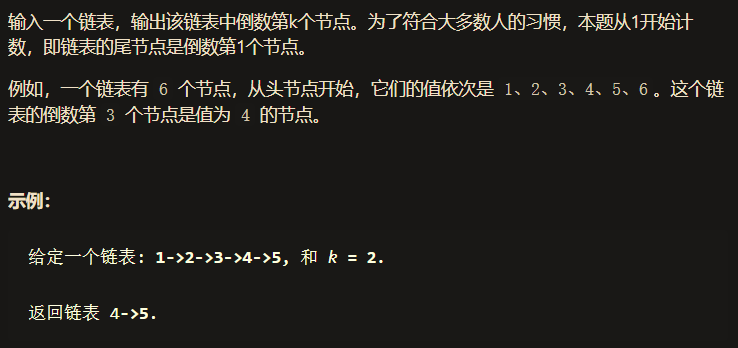 输入一个链表，输出该链表中倒数第k个节点。为了符合大多数人的习惯，本题从1开始计
数，即链表的尾节点是倒数第1个节点。
例如，一个链表有 6 个节点，从头节点开始，它们的值依次是 1、2、3、4、5、6 。这个链
表的倒数第 3 个节点是值为 4 的节点。
示例：
给定一个链表: 1->2->3->4->5, 和 k = 2.
返回链表 4->5.